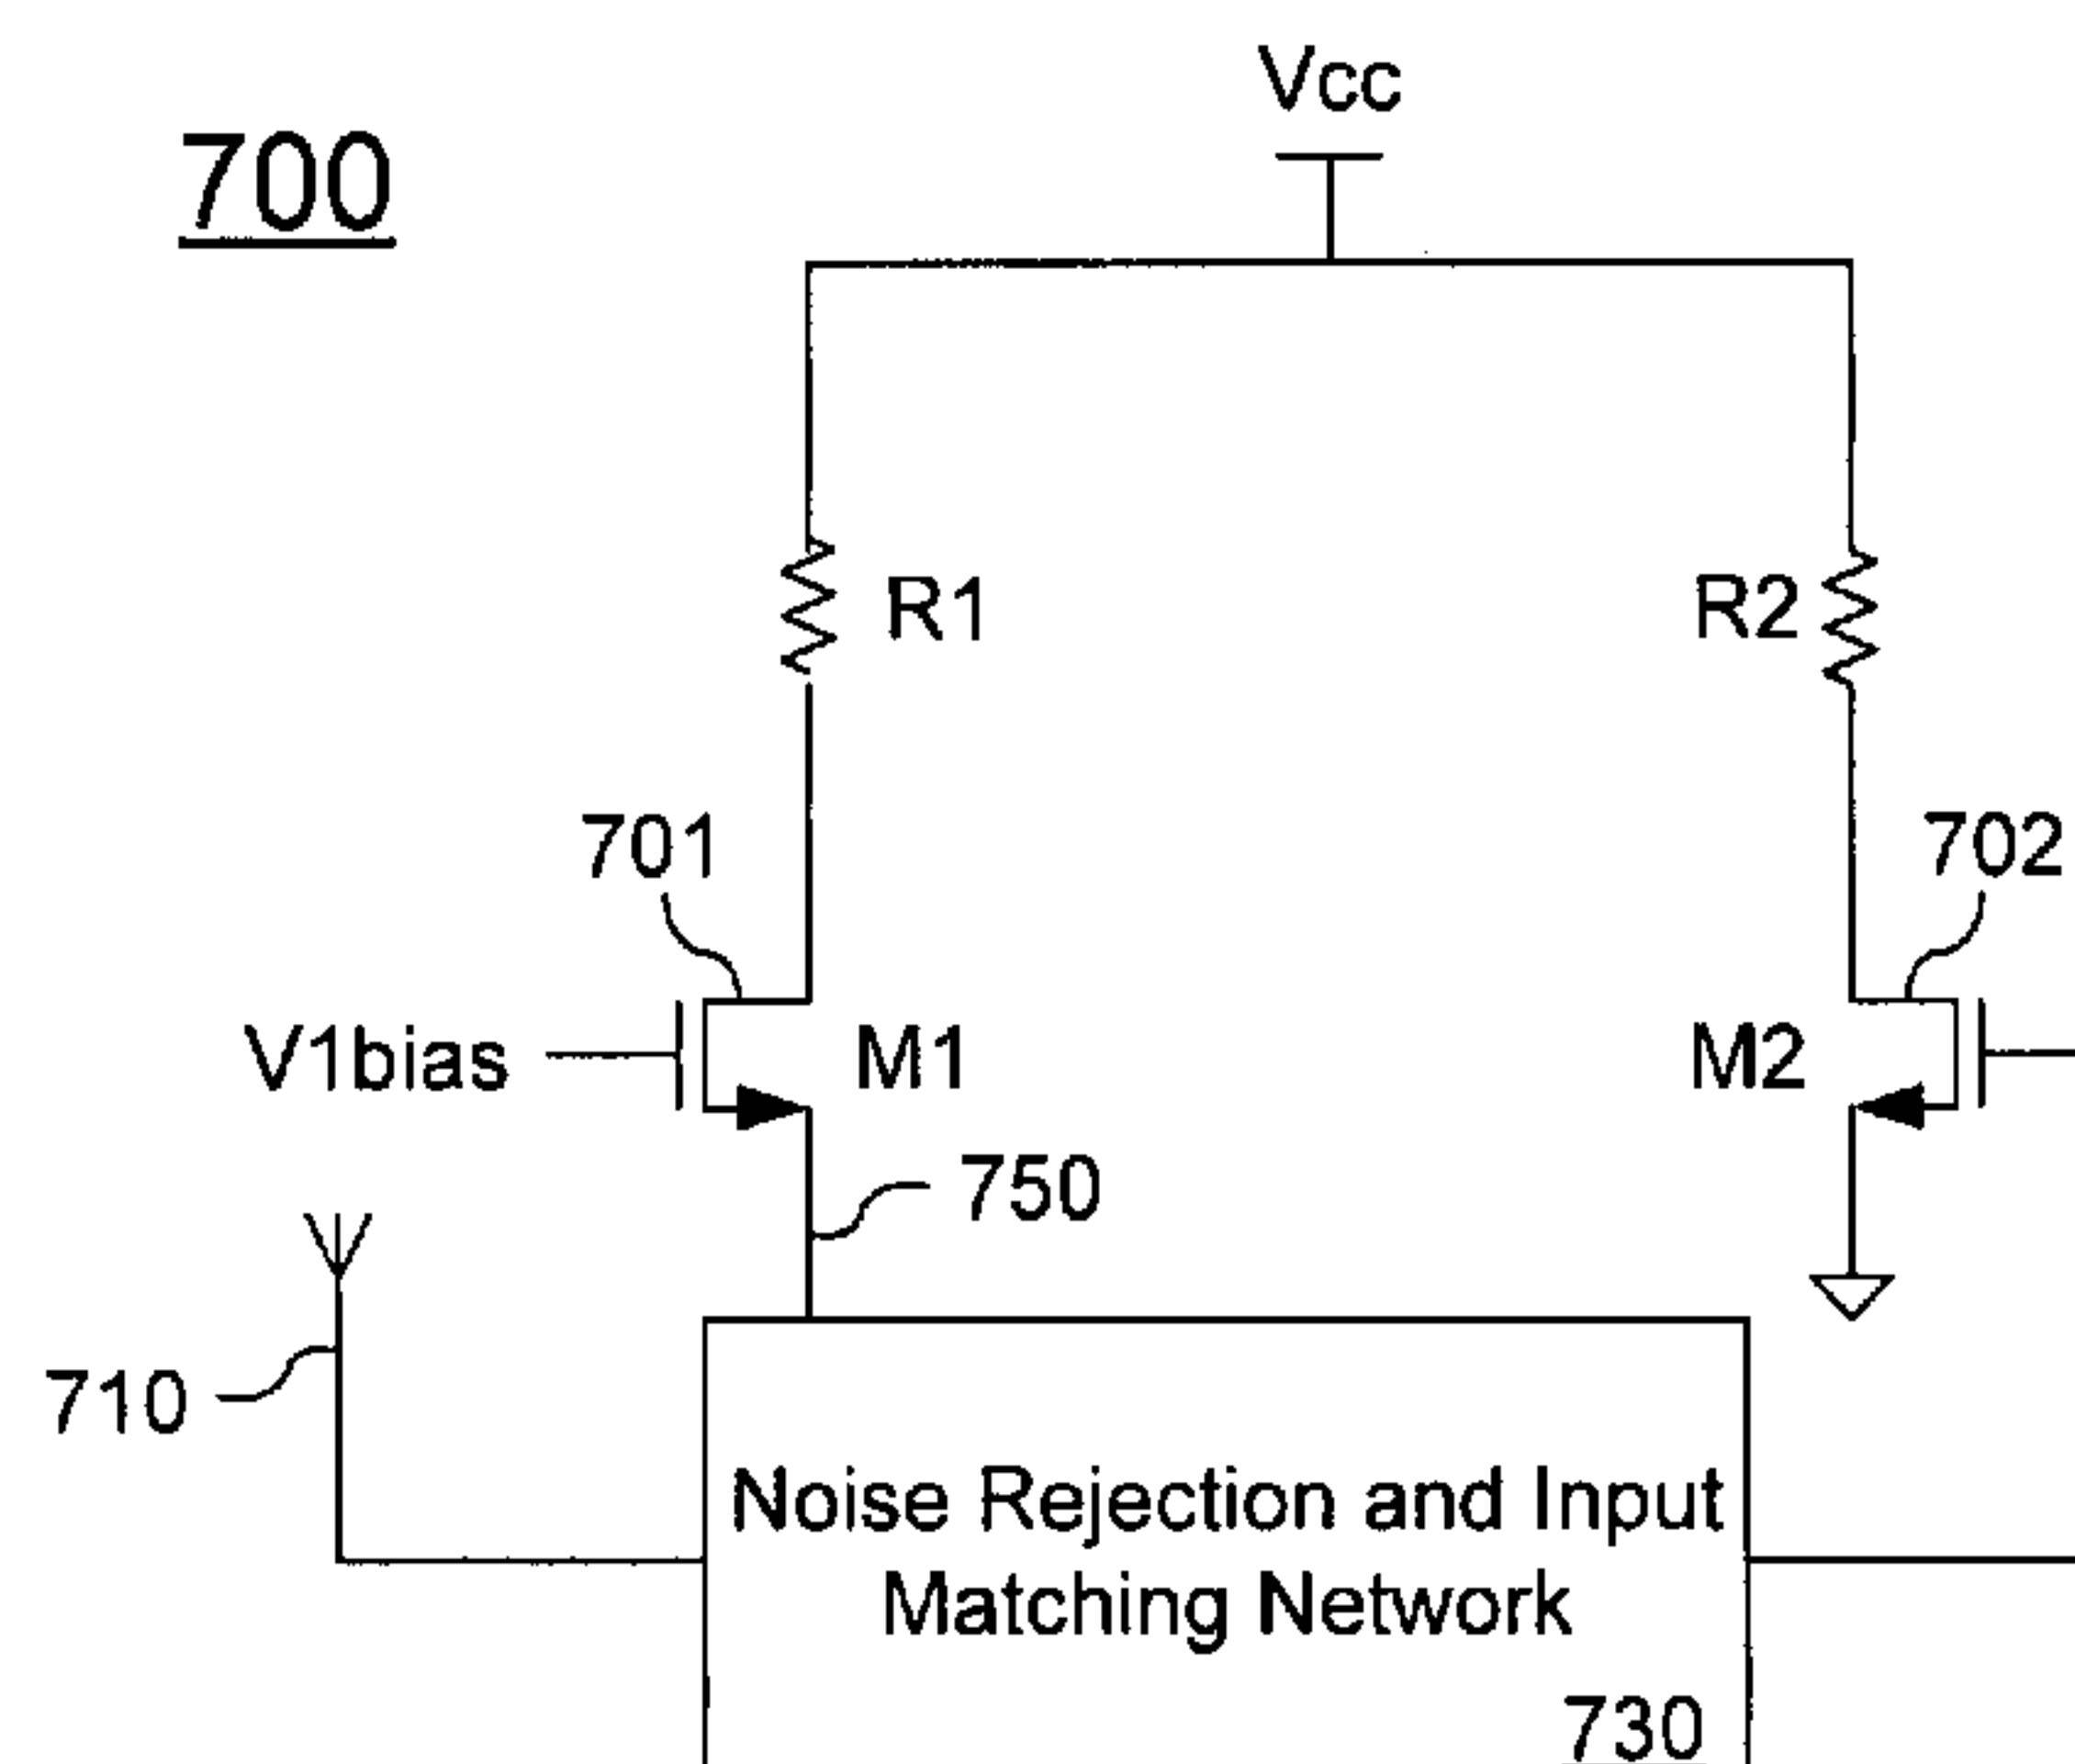 Vcc
700
R1
R2
701
702
V1bias
M1
M2
750
710
Noise Rejection and Input
Matching Network
730